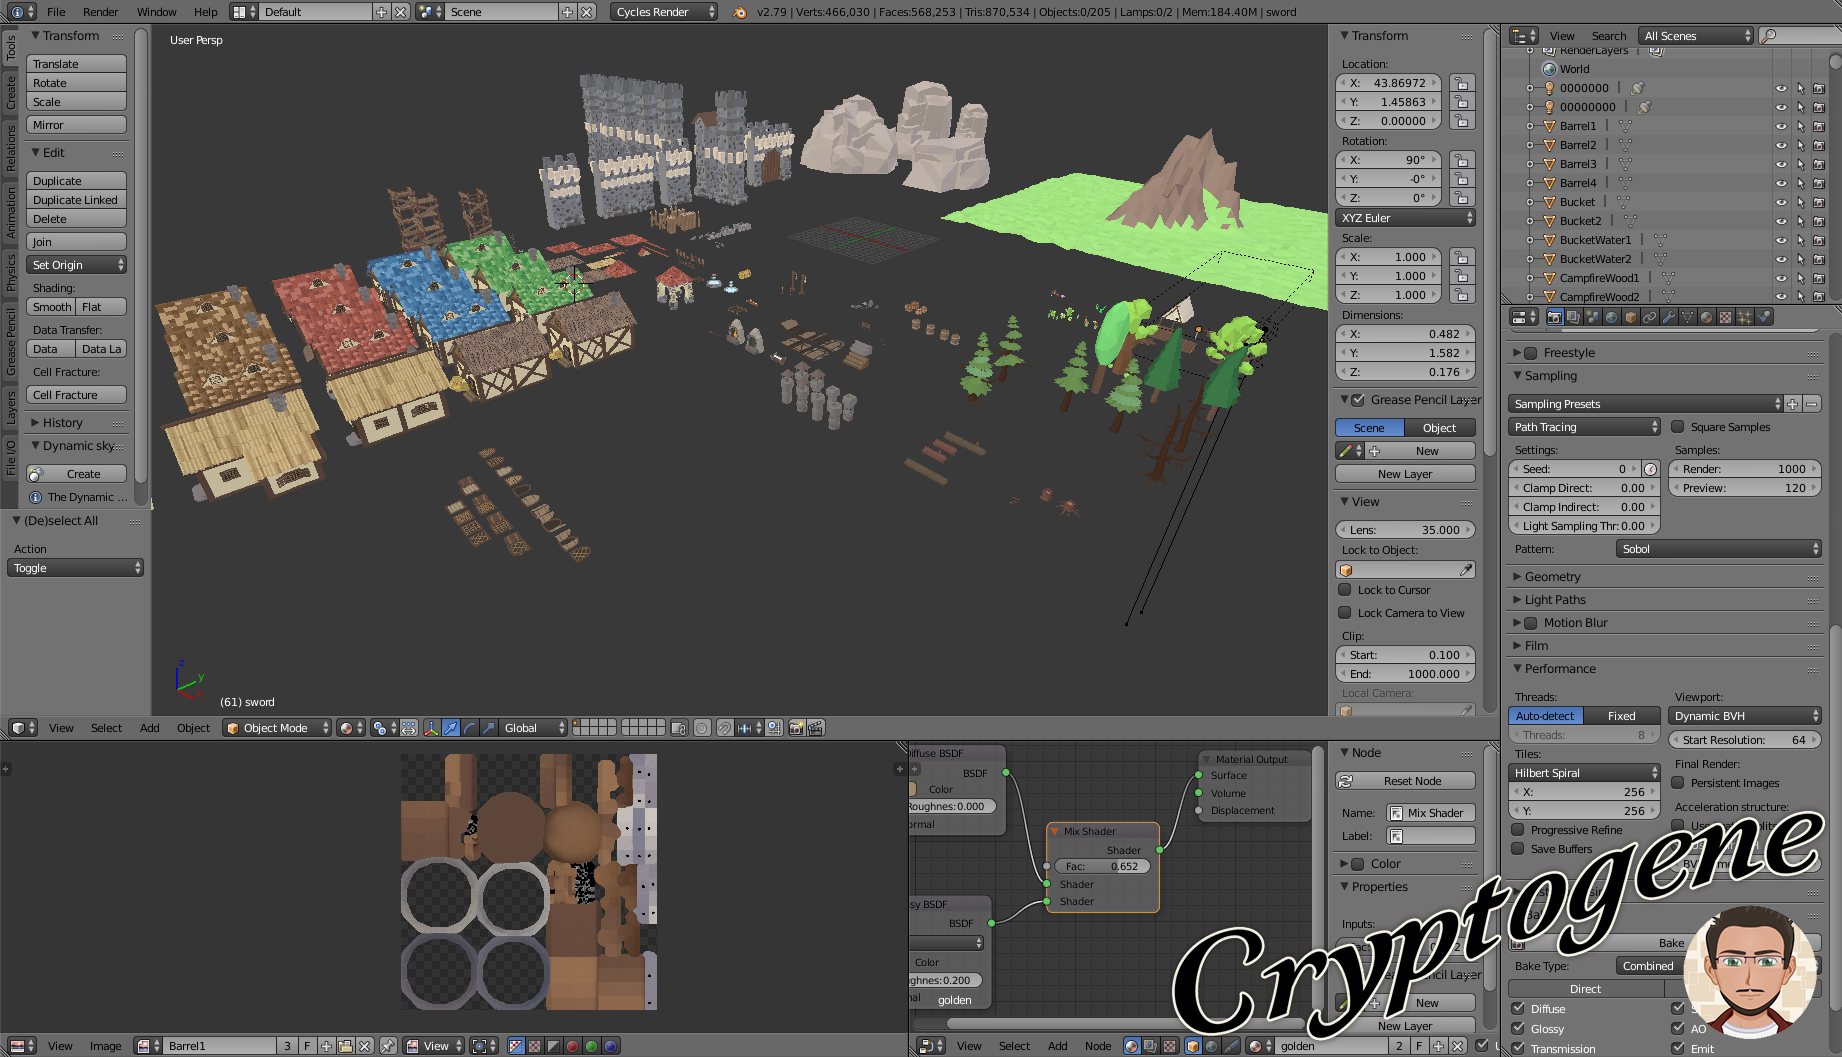 File Render Window Help Default Scene Cycles Render v2.79 | Verts:466,030 | Faces:568,253 | Tris:870,534 | Objects:0/205 | Lamps:0/2 | Mem:184.40M | sword
Tools
Create
Relations
Animation
Physics
Grease Pencil
Layers
File I/O
Transform
Translate
Rotate
Scale
Mirror
Edit
Duplicate
Duplicate Linked
Delete
Join
Set Origin
Shading:
Smooth Flat
Data Transfer:
Data Data La
Cell Fracture:
Cell Fracture
History
Dynamic sky
Create
The Dynamic ...
(De)select All
Action
Toggle
User Persp
z
y
x
(61) sword
View Select Add Object Object Mode Global
Transform
Location:
X: 43.86972
Y: 1.45863
Z: 0.00000
Rotation:
X: 90°
Y: -0°
Z: 0°
XYZ Euler
Scale:
X: 1.000
Y: 1.000
Z: 1.000
Dimensions:
X: 0.482
Y: 1.582
Z: 0.176
Grease Pencil Layer
Scene Object
New
New Layer
View
Lens: 35.000
Lock to Object:
Lock to Cursor
Lock Camera to View
Clip:
Start: 0.100
End: 1000.000
Local Camera:
View Search All Scenes
RenderLayers
World
0000000
00000000
Barrel1
Barrel2
Barrel3
Barrel4
Bucket
Bucket2
BucketWater1
BucketWater2
CampfireWood1
CampfireWood2
Freestyle
Sampling
Sampling Presets
Path Tracing Square Samples
Settings: Samples:
Seed: 0 Render: 1000
Clamp Direct: 0.00 Preview: 120
Clamp Indirect: 0.00
Light Sampling Thr: 0.00
Pattern: Sobol
Geometry
Light Paths
Motion Blur
Film
Performance
Threads: Viewport:
Auto-detect Fixed Dynamic BVH
Threads: 8 Start Resolution: 64
Tiles: Final Render:
Hilbert Spiral Persistent Images
X: 256 Acceleration structure:
Y: 256
Progressive Refine
Save Buffers
Bake
Bake Type: Combined
Direct
Diffuse
Glossy AO
Transmission Emit
View Image Barrel1 3 F View
Diffuse BSDF
BSDF
Color
Roughness: 0.000
ormal
Mix Shader
Shader
Fac: 0.652
Shader
Shader
Material Output
Surface
Volume
Displacement
sy BSDF
BSDF
Color
ghness: 0.200
al golden
View Select Add Node golden 2 F
Node
Reset Node
Name: Mix Shader
Label:
Color
Properties
Inputs:
New
New Layer
Cryptogene